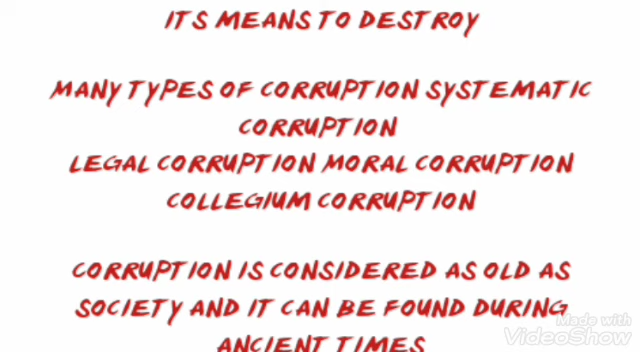 ITS MEANS TO DESTROY
MANY TYPES OF CORRUPTION SYSTEMATIC
CORRUPTION
LEGAL CORRUPTION MORAL CORRUPTION
COLLEGIUM CORRUPTION
CORRUPTION IS CONSIDERED AS OLD AS
SOCIETY AND IT CAN BE FOUND DURING
ANCIENT TIMES
Made with
VideoShow